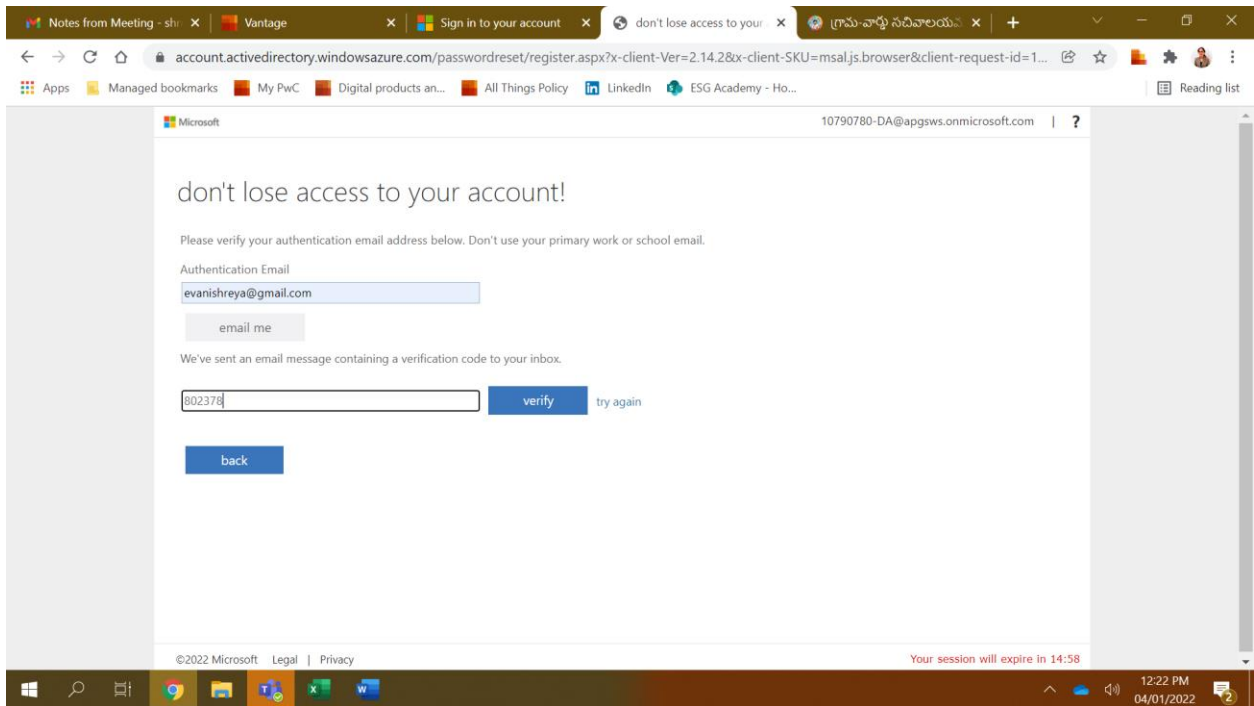 Notes from Meeting - shr
Vantage
Sign in to your account
don't lose access to your
గ్రామ-వార్డు సచివాలయ
account.activedirectory.windowsazure.com/passwordreset/register.aspx?x-client-Ver=2.14.2&x-client-SKU=msal.js.browser&client-request-id=1...
Apps Managed bookmarks My PwC Digital products an... All Things Policy LinkedIn ESG Academy - Ho... Reading list
Microsoft 10790780-DA@apgsws.onmicrosoft.com | ?
don't lose access to your account!
Please verify your authentication email address below. Don't use your primary work or school email.
Authentication Email
evanishreya@gmail.com
email me
We've sent an email message containing a verification code to your inbox.
802378 verify try again
back
©2022 Microsoft Legal | Privacy Your session will expire in 14:58
12:22 PM
04/01/2022
2